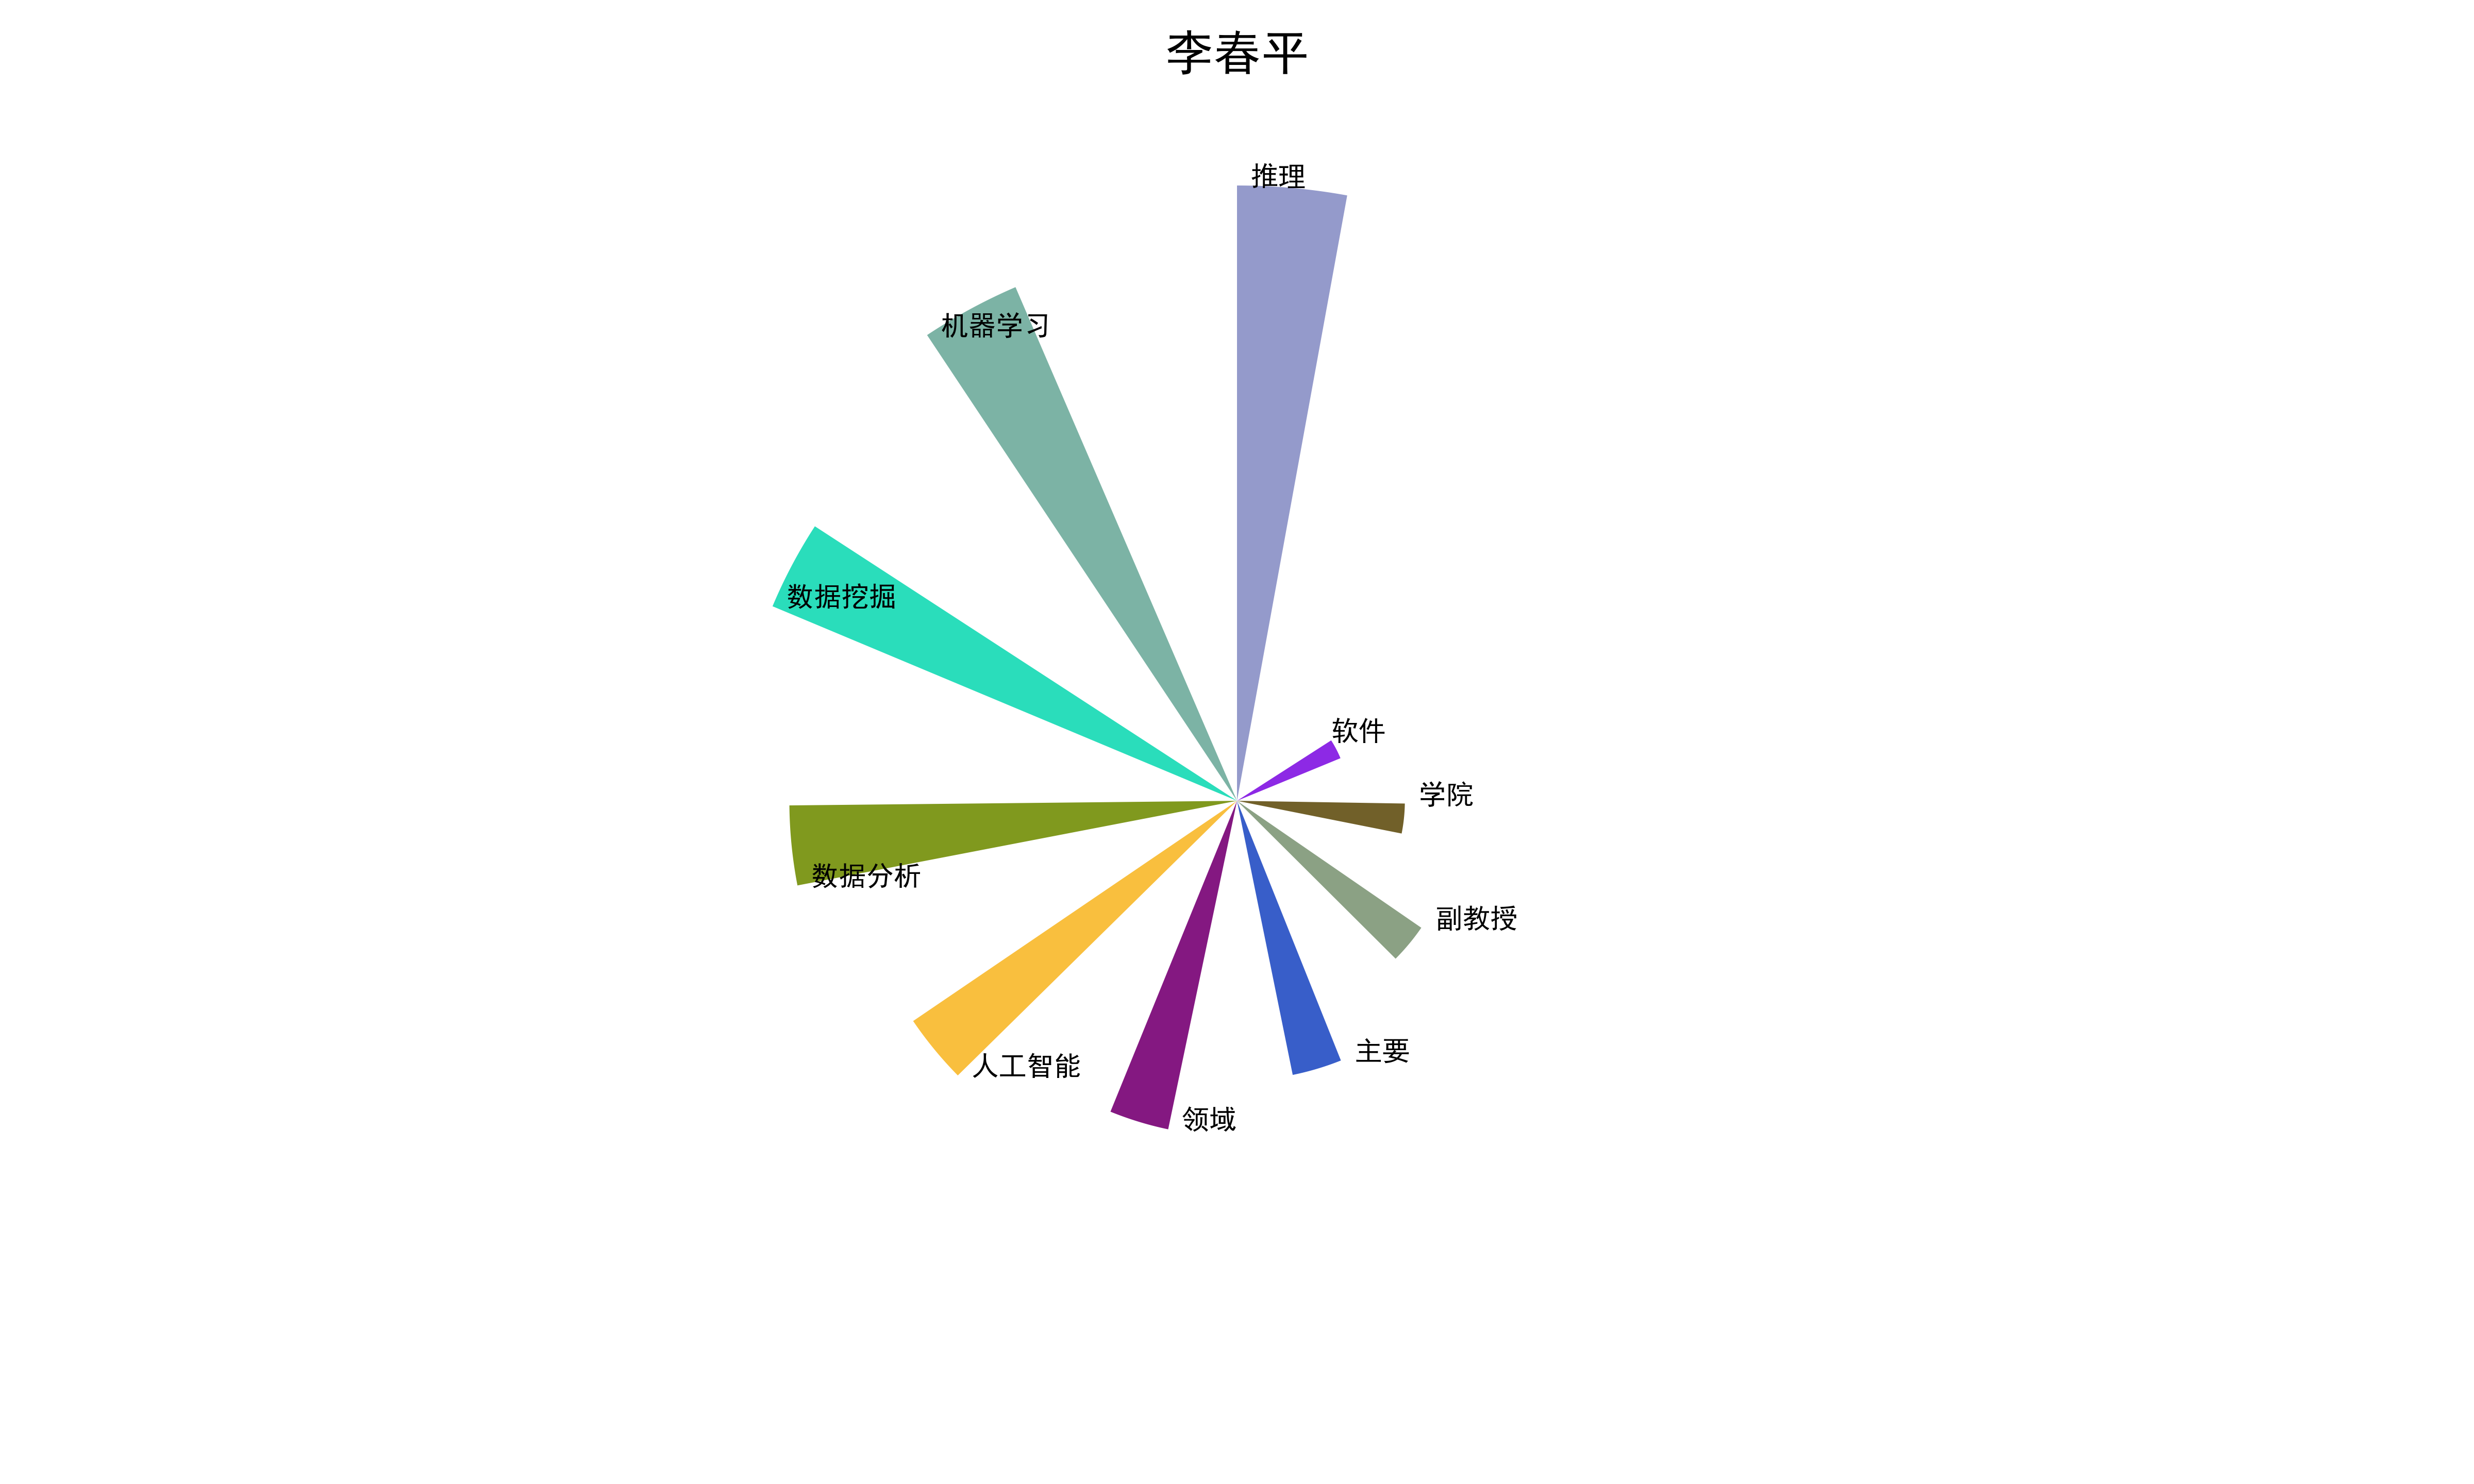 李春平
推理
机器学习
数据挖掘
软件
学院
数据分析
副教授
主要
人工智能
领域